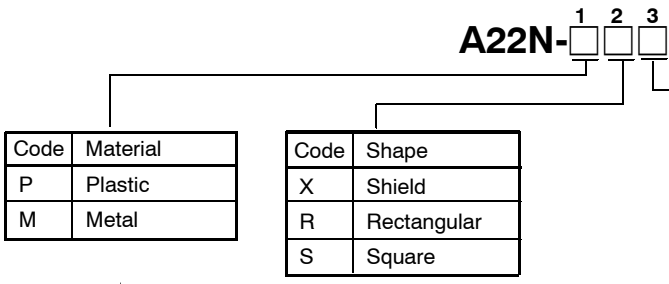 1 2 3
A22N-□□□
Code Material
P Plastic
M Metal
Code Shape
X Shield
R Rectangular
S Square